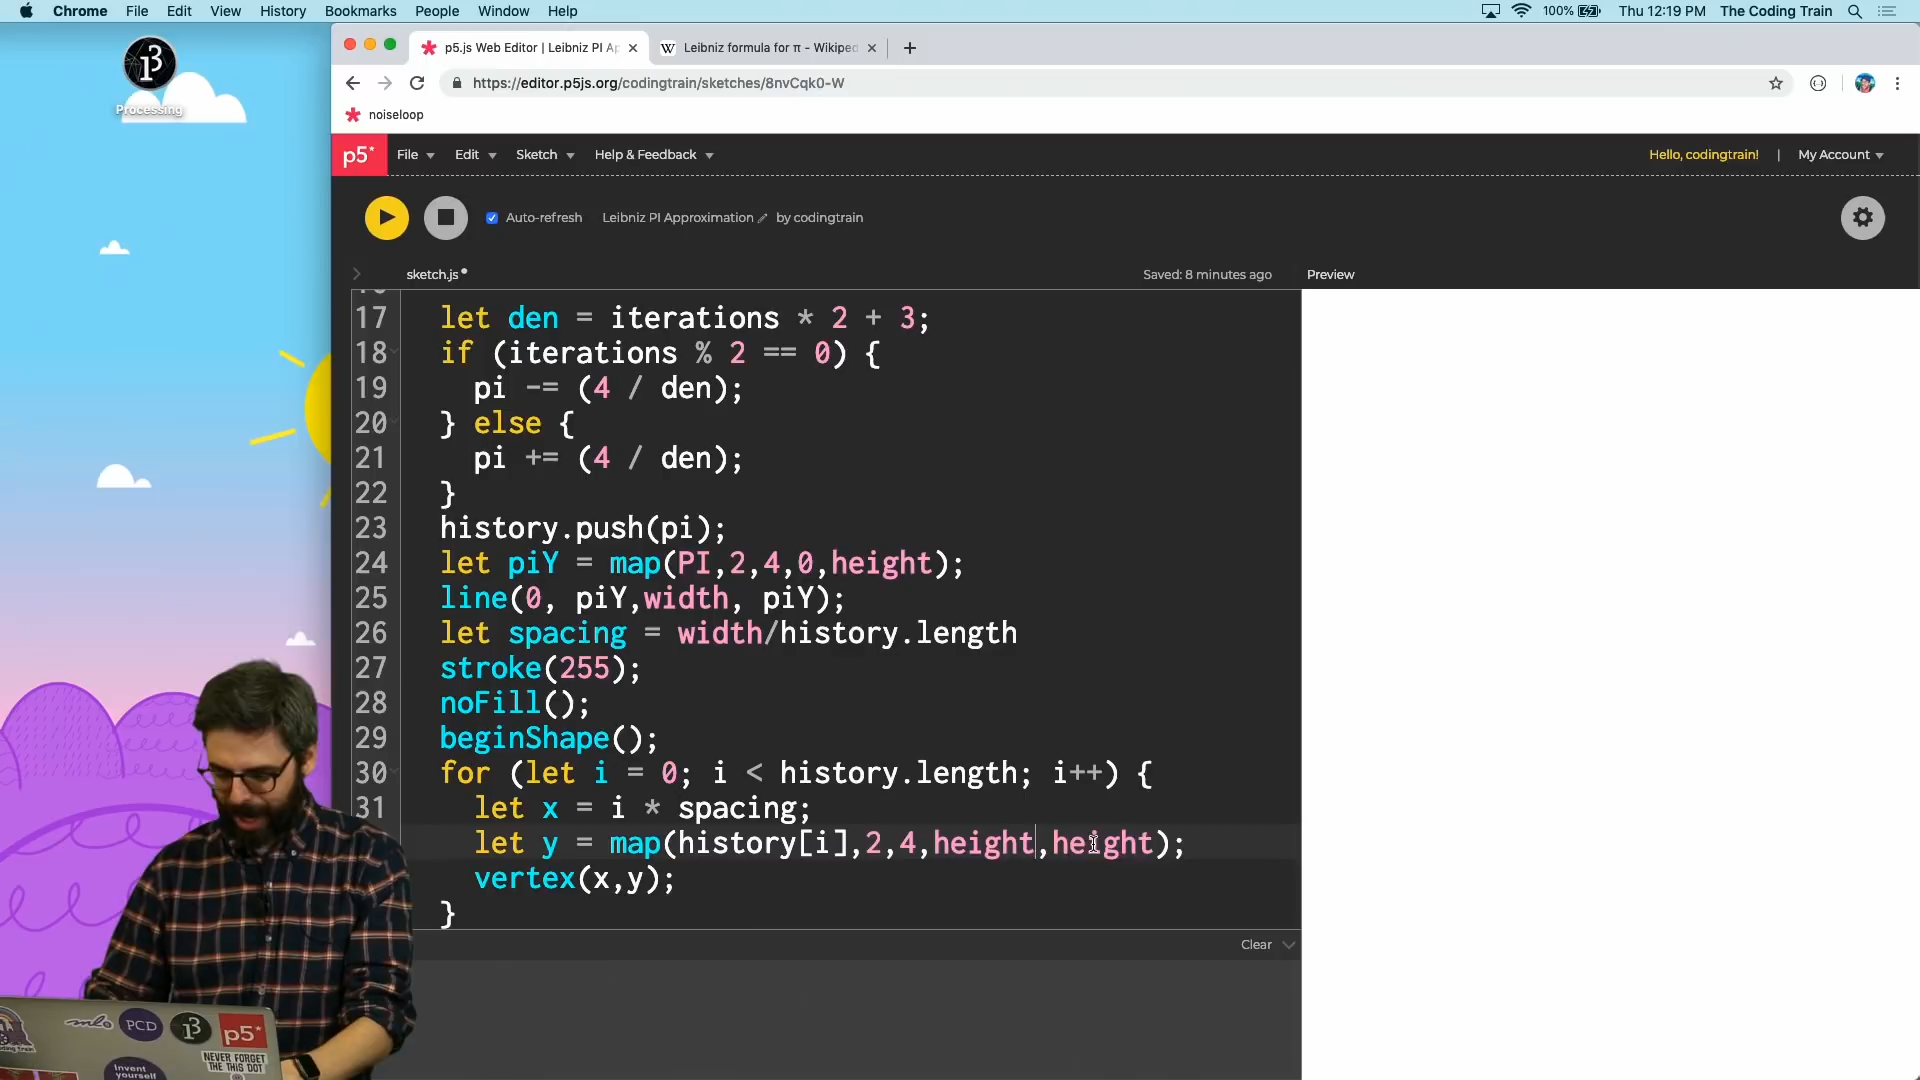 Chrome File Edit View History Bookmarks People Window Help 100% Thu 12:19 PM The Coding Train
Processing
p5.js Web Editor | Leibniz PI Ap
W Leibniz formula for π - Wikiped
https://editor.p5js.org/codingtrain/sketches/8nvCqk0-W
noiseloop
p5* File Edit Sketch Help & Feedback Hello, codingtrain! | My Account
Auto-refresh Leibniz PI Approximation by codingtrain
sketch.js Saved: 8 minutes ago Preview
17 let den = iterations * 2 + 3;
18 if (iterations % 2 == 0) {
19 pi -= (4 / den);
20 } else {
21 pi += (4 / den);
22 }
23 history.push(pi);
24 let piY = map(PI,2,4,0,height);
25 line(0, piY,width, piY);
26 let spacing = width/history.length
27 stroke(255);
28 noFill();
29 beginShape();
30 for (let i = 0; i < history.length; i++) {
31 let x = i * spacing;
let y = map(history[i],2,4,height,height);
vertex(x,y);
}
Clear
mlo
PCD
p5*
NEVER FORGET
THE THIS DOT
Invent
yourself